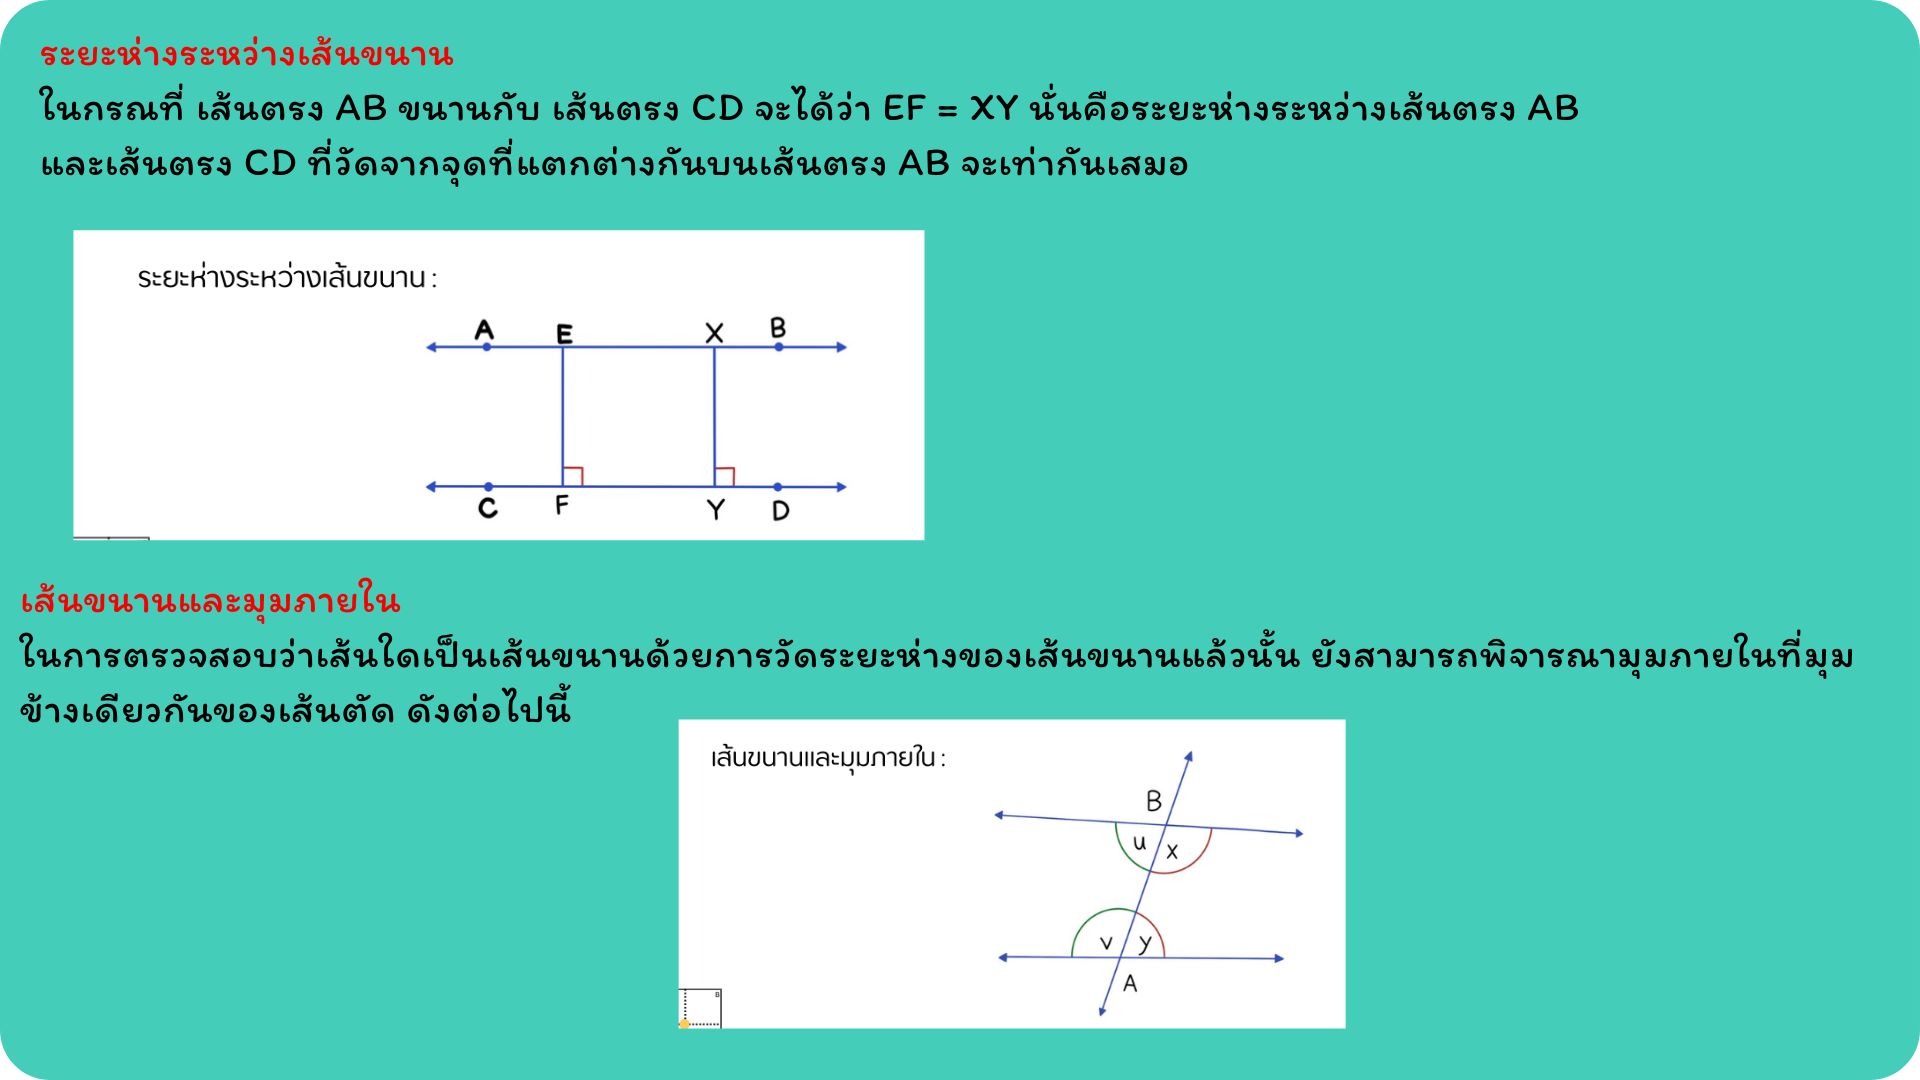 ระยะห่างระหว่างเส้นขนาน
ในกรณที่ เส้นตรง AB ขนานกับ เส้นตรง CD จะได้ว่า EF = XY นั่นคือระยะห่างระหว่างเส้นตรง AB
และเส้นตรง CD ที่วัดจากจุดที่แตกต่างกันบนเส้นตรง AB จะเท่ากันเสมอ
ระยะห่างระหว่างเส้นขนาน :
A E X B
C F Y D
เส้นขนานและมุมภายใน
ในการตรวจสอบว่าเส้นใดเป็นเส้นขนานด้วยการวัดระยะห่างของเส้นขนานแล้วนั้น ยังสามารถพิจารณามุมภายในที่มุม
ข้างเดียวกันของเส้นตัด ดังต่อไปนี้
เส้นขนานและมุมภายใน :
B
u x
v y
A
B